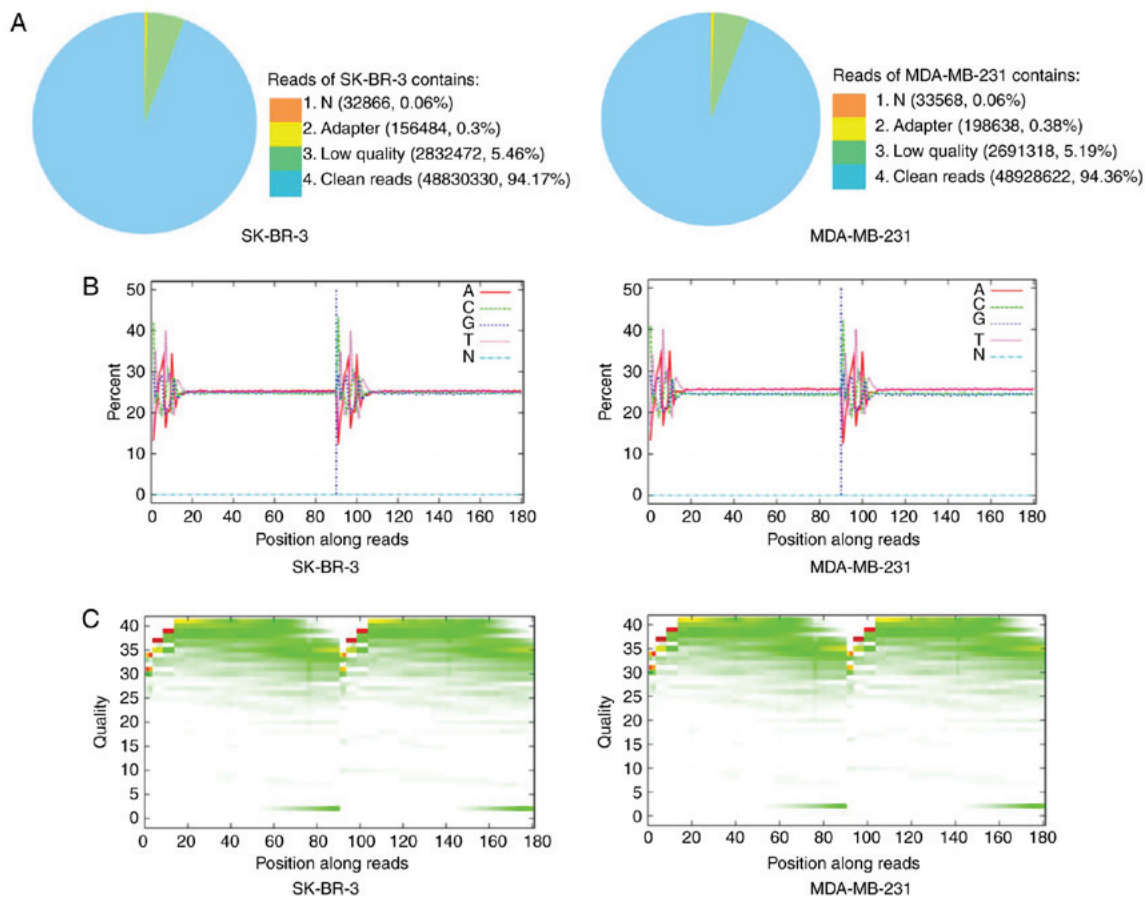 A
Reads of SK-BR-3 contains:
1. N (32866, 0.06%)
2. Adapter (156484, 0.3%)
3. Low quality (2832472, 5.46%)
4. Clean reads (48830330, 94.17%)
SK-BR-3
Reads of MDA-MB-231 contains:
1. N (33568, 0.06%)
2. Adapter (198638, 0.38%)
3. Low quality (2691318, 5.19%)
4. Clean reads (48928622, 94.36%)
MDA-MB-231
B
Percent
50
40
30
20
10
0
A
C
G
T
N
0 20 40 60 80 100 120 140 160 180
Position along reads
SK-BR-3
Percent
50
40
30
20
10
0
A
C
G
T
N
0 20 40 60 80 100 120 140 160 180
Position along reads
MDA-MB-231
C
Quality
40
35
30
25
20
15
10
5
0
0 20 40 60 80 100 120 140 160 180
Position along reads
SK-BR-3
Quality
40
35
30
25
20
15
10
5
0
0 20 40 60 80 100 120 140 160 180
Position along reads
MDA-MB-231